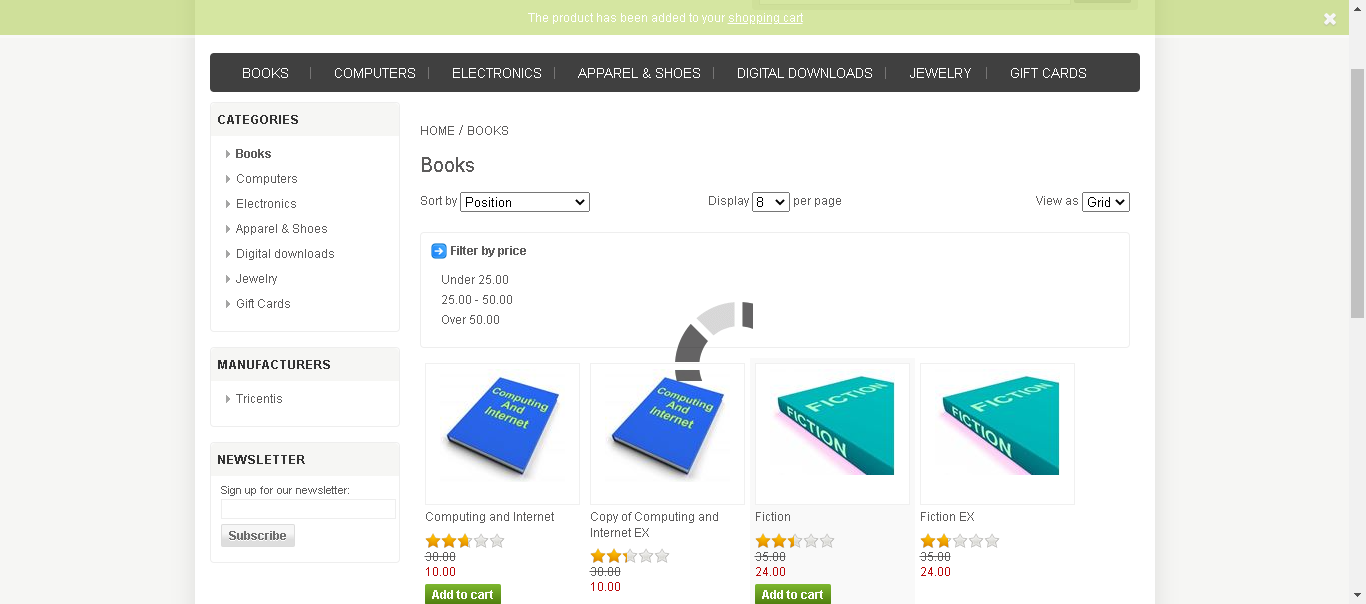 The product has been added to your shopping cart
BOOKS COMPUTERS ELECTRONICS APPAREL & SHOES DIGITAL DOWNLOADS JEWELRY GIFT CARDS
CATEGORIES
Books
Computers
Electronics
Apparel & Shoes
Digital downloads
Jewelry
Gift Cards
MANUFACTURERS
Tricentis
NEWSLETTER
Sign up for our newsletter:
Subscribe
HOME / BOOKS
Books
Sort by Position Display 8 per page View as Grid
Filter by price
Under 25.00
25.00 - 50.00
Over 50.00
Computing
And
Internet
Computing
And
Internet
FICTION
FICTION
FICTION
FICTION
Computing and Internet
30.00
10.00
Add to cart
Copy of Computing and
Internet EX
30.00
10.00
Fiction
35.00
24.00
Add to cart
Fiction EX
35.00
24.00